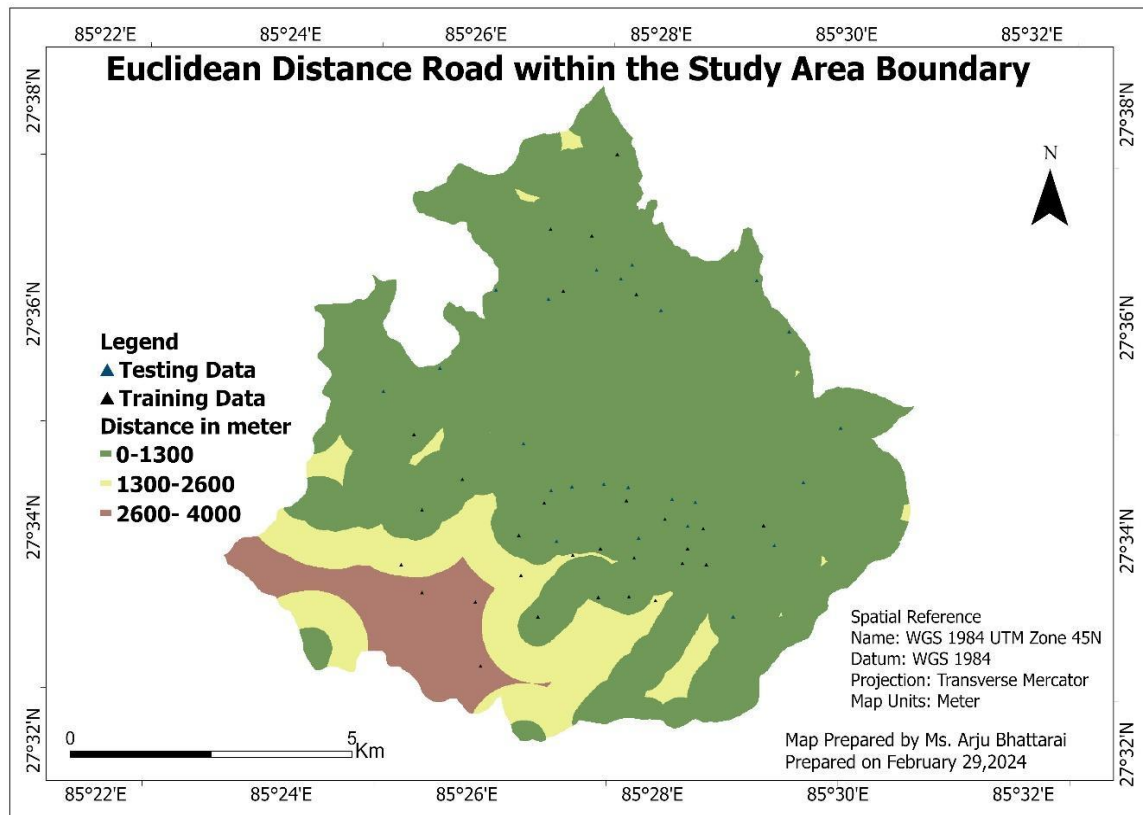 85°22'E 85°24'E 85°26'E 85°28'E 85°30'E 85°32'E
Euclidean Distance Road within the Study Area Boundary
27°38'N
27°38'N
N
27°36'N
27°36'N
Legend
Testing Data
Training Data
Distance in meter
0-1300
1300-2600
2600- 4000
27°34'N
27°34'N
Spatial Reference
Name: WGS 1984 UTM Zone 45N
Datum: WGS 1984
Projection: Transverse Mercator
Map Units: Meter
27°32'N
27°32'N
0 5
Km
Map Prepared by Ms. Arju Bhattarai
Prepared on February 29,2024
85°22'E 85°24'E 85°26'E 85°28'E 85°30'E 85°32'E